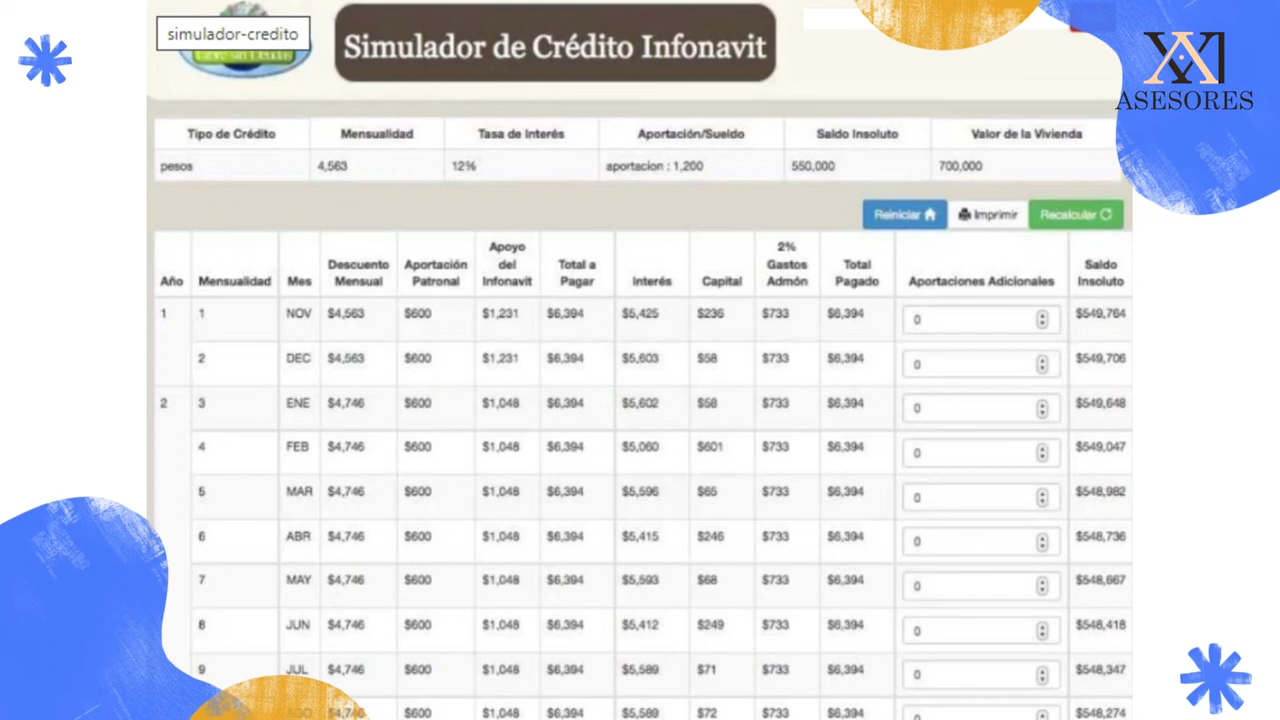 simulador-credito
Simulador de Crédito Infonavit
ASESORES
Tipo de Crédito Mensualidad Tasa de Interés Aportación/Sueldo Saldo Insoluto Valor de la Vivienda
pesos 4,563 12% aportacion : 1,200 550,000 700,000
Reiniciar Imprimir Recalcular
Año Mensualidad Mes Descuento Mensual Aportación Patronal Apoyo del Infonavit Total a Pagar Interés Capital 2% Gastos Admón Total Pagado Aportaciones Adicionales Saldo Insoluto
1 1 NOV $4,563 $600 $1,231 $6,394 $5,425 $236 $733 $6,394 0 $549,764
2 DEC $4,563 $600 $1,231 $6,394 $5,603 $58 $733 $6,394 0 $549,706
2 3 ENE $4,746 $600 $1,048 $6,394 $5,602 $58 $733 $6,394 0 $549,648
4 FEB $4,746 $600 $1,048 $6,394 $5,060 $601 $733 $6,394 0 $549,047
5 MAR $4,746 $600 $1,048 $6,394 $5,596 $65 $733 $6,394 0 $548,982
6 ABR $4,746 $600 $1,048 $6,394 $5,415 $246 $733 $6,394 0 $548,736
7 MAY $4,746 $600 $1,048 $6,394 $5,593 $68 $733 $6,394 0 $548,667
8 JUN $4,746 $600 $1,048 $6,394 $5,412 $249 $733 $6,394 0 $548,418
9 JUL $4,746 $600 $1,048 $6,394 $5,589 $71 $733 $6,394 0 $548,347
AGO $4,746 $600 $1,048 $6,394 $5,589 $72 $733 $6,394 0 $548,274